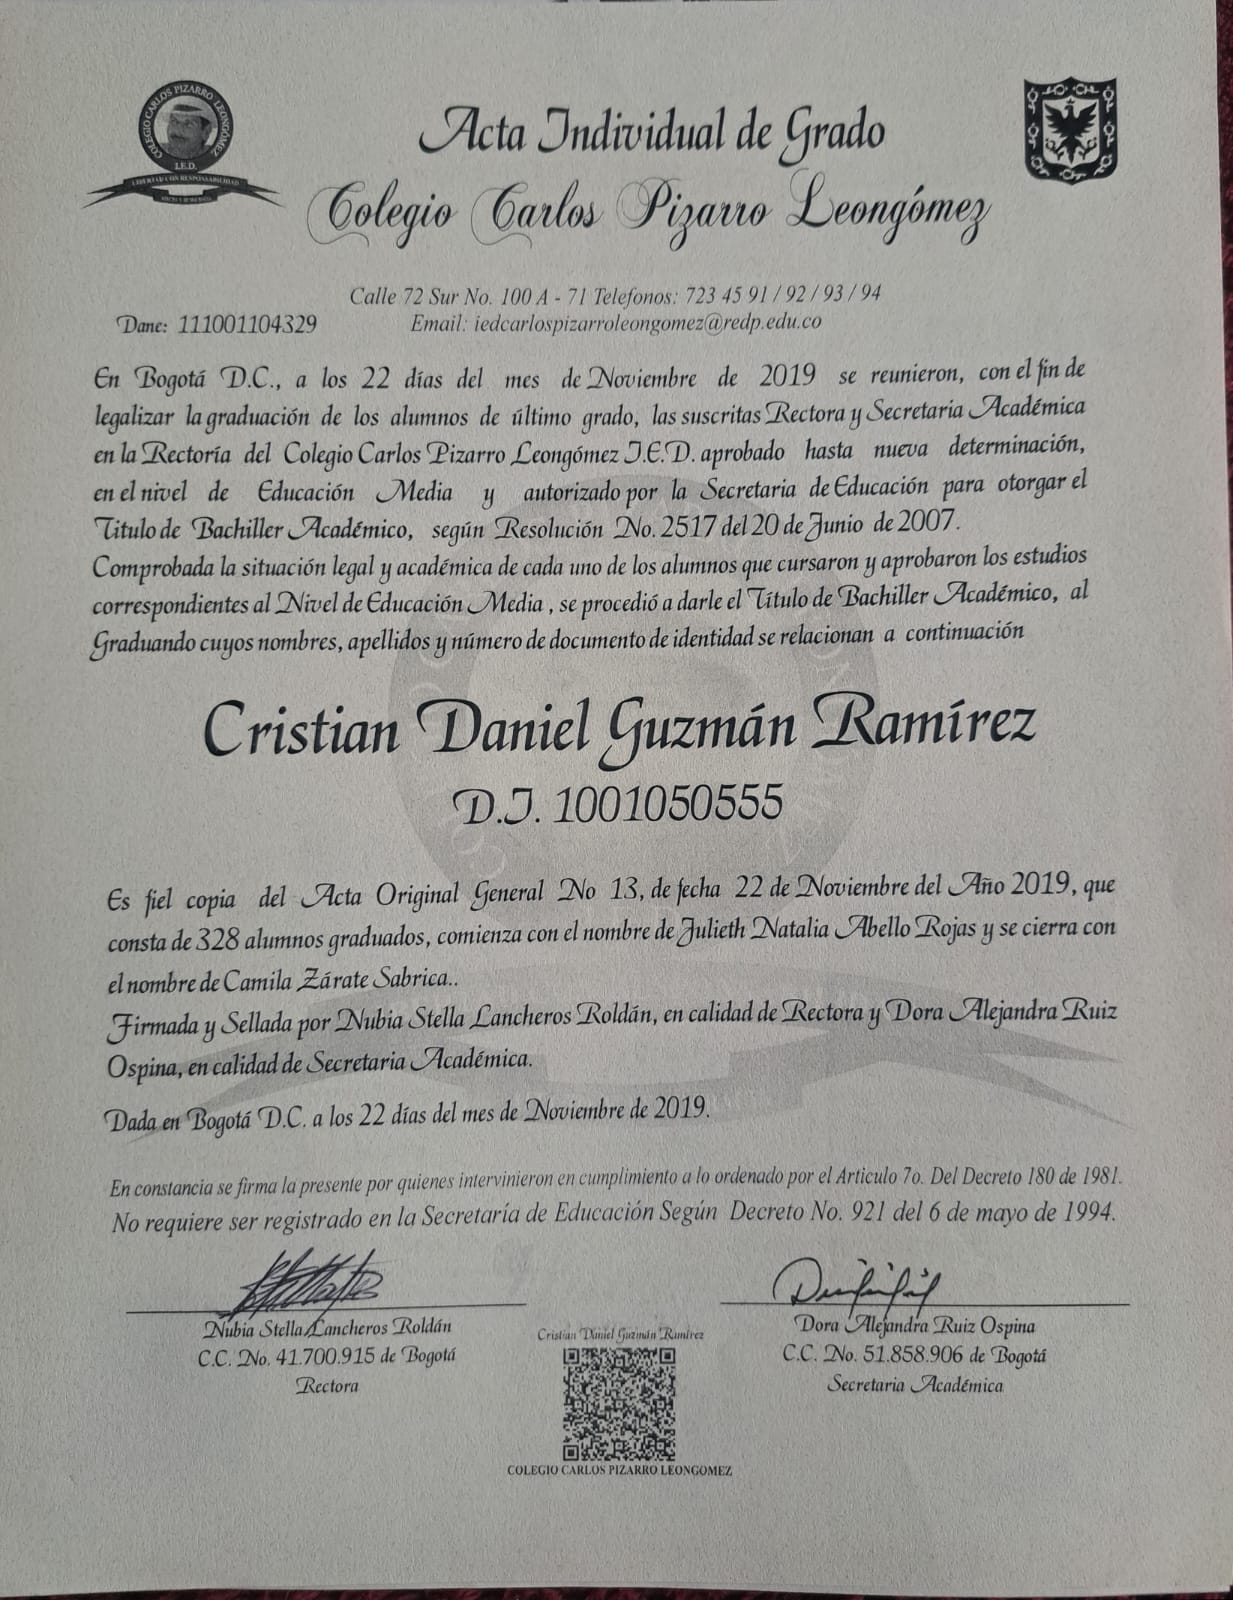 COLEGIO CARLOS PIZARRO LEONGÓMEZ
I.E.D.
LIBERTAD CON RESPONSABILIDAD
Acta Individual de Grado
Colegio Carlos Pizarro Leongómez
Calle 72 Sur No. 100 A - 71 Telefonos: 723 45 91 / 92 / 93 / 94
Dane: 111001104329
Email: iedcarlospizarroleongomez@redp.edu.co
En Bogotá D.C., a los 22 días del mes de Noviembre de 2019 se reunieron, con el fin de
legalizar la graduación de los alumnos de último grado, las suscritas Rectora y Secretaria Académica
en la Rectoría del Colegio Carlos Pizarro Leongómez I.E.D. aprobado hasta nueva determinación,
en el nivel de Educación Media y autorizado por la Secretaria de Educación para otorgar el
Titulo de Bachiller Académico, según Resolución No. 2517 del 20 de Junio de 2007.
Comprobada la situación legal y académica de cada uno de los alumnos que cursaron y aprobaron los estudios
correspondientes al Nivel de Educación Media , se procedió a darle el Título de Bachiller Académico, al
Graduando cuyos nombres, apellidos y número de documento de identidad se relacionan a continuación
Cristian Daniel Guzmán Ramírez
D.I. 1001050555
Es fiel copia del Acta Original General No 13, de fecha 22 de Noviembre del Año 2019, que
consta de 328 alumnos graduados, comienza con el nombre de Julieth Natalia Abello Rojas y se cierra con
el nombre de Camila Zárate Sabrica..
Firmada y Sellada por Nubia Stella Lancheros Roldán, en calidad de Rectora y Dora Alejandra Ruiz
Ospina, en calidad de Secretaria Académica.
Dada en Bogotá D.C. a los 22 días del mes de Noviembre de 2019.
En constancia se firma la presente por quienes intervinieron en cumplimiento a lo ordenado por el Articulo 7o. Del Decreto 180 de 1981.
No requiere ser registrado en la Secretaría de Educación Según Decreto No. 921 del 6 de mayo de 1994.
Nubia Stella Lancheros Roldán
C.C. No. 41.700.915 de Bogotá
Rectora
Cristian Daniel Guzmán Ramírez
COLEGIO CARLOS PIZARRO LEONGOMEZ
Dora Alejandra Ruiz Ospina
C.C. No. 51.858.906 de Bogotá
Secretaria Académica